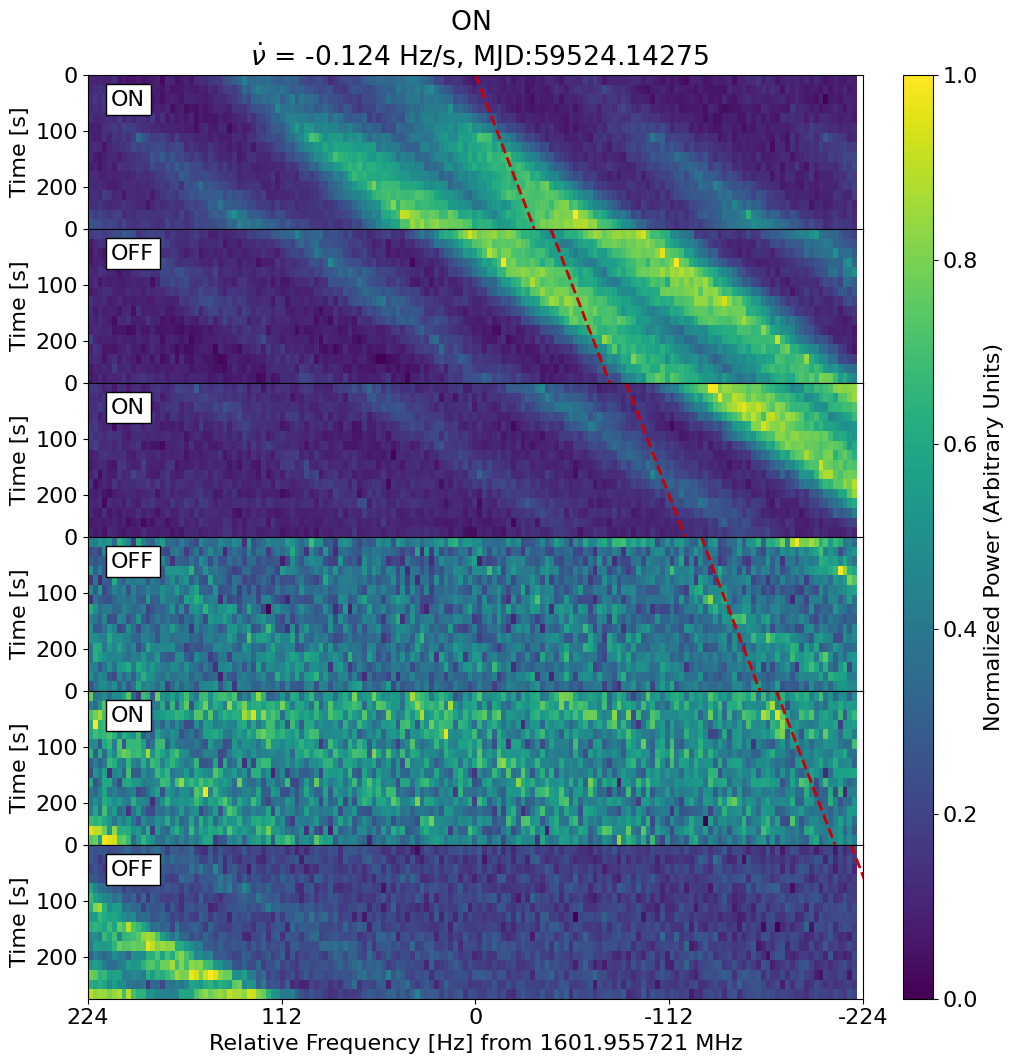 ON
ν̇ = -0.124 Hz/s, MJD:59524.14275
0
ON
100
Time [s]
200
0
OFF
100
Time [s]
200
0
ON
100
Time [s]
200
0
OFF
100
Time [s]
200
0
ON
100
Time [s]
200
0
OFF
100
Time [s]
200
224 112 0 -112 -224
Relative Frequency [Hz] from 1601.955721 MHz
1.0
0.8
0.6
0.4
0.2
0.0
Normalized Power (Arbitrary Units)